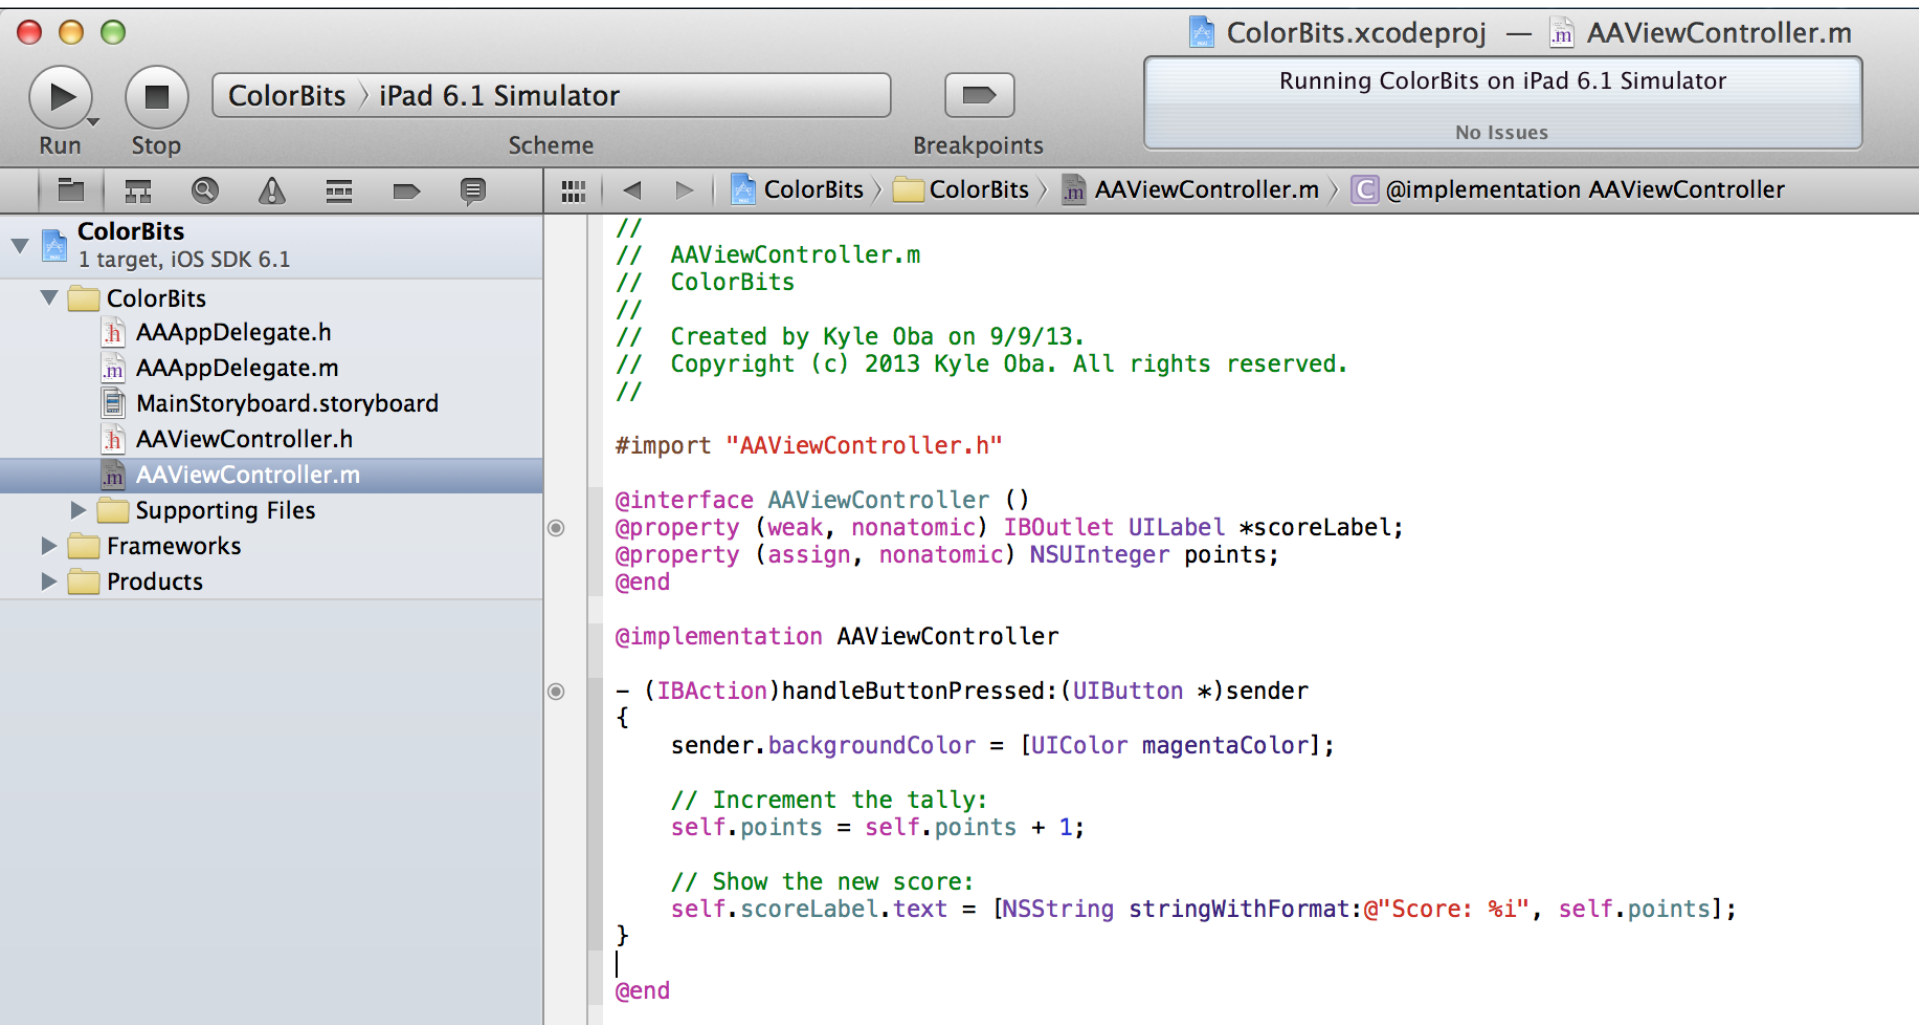 ColorBits.xcodeproj — AAViewController.m
Running ColorBits on iPad 6.1 Simulator
ColorBits iPad 6.1 Simulator
No Issues
Run Stop Scheme Breakpoints
ColorBits ColorBits AAViewController.m @implementation AAViewController
ColorBits
1 target, iOS SDK 6.1
ColorBits
AAAppDelegate.h
AAAppDelegate.m
MainStoryboard.storyboard
AAViewController.h
AAViewController.m
Supporting Files
Frameworks
Products
//
//  AAViewController.m
//  ColorBits
//
//  Created by Kyle Oba on 9/9/13.
//  Copyright (c) 2013 Kyle Oba. All rights reserved.
//
#import "AAViewController.h"
@interface AAViewController ()
@property (weak, nonatomic) IBOutlet UILabel *scoreLabel;
@property (assign, nonatomic) NSUInteger points;
@end
@implementation AAViewController
- (IBAction)handleButtonPressed:(UIButton *)sender
{
    sender.backgroundColor = [UIColor magentaColor];
    // Increment the tally:
    self.points = self.points + 1;
    // Show the new score:
    self.scoreLabel.text = [NSString stringWithFormat:@"Score: %i", self.points];
}
@end